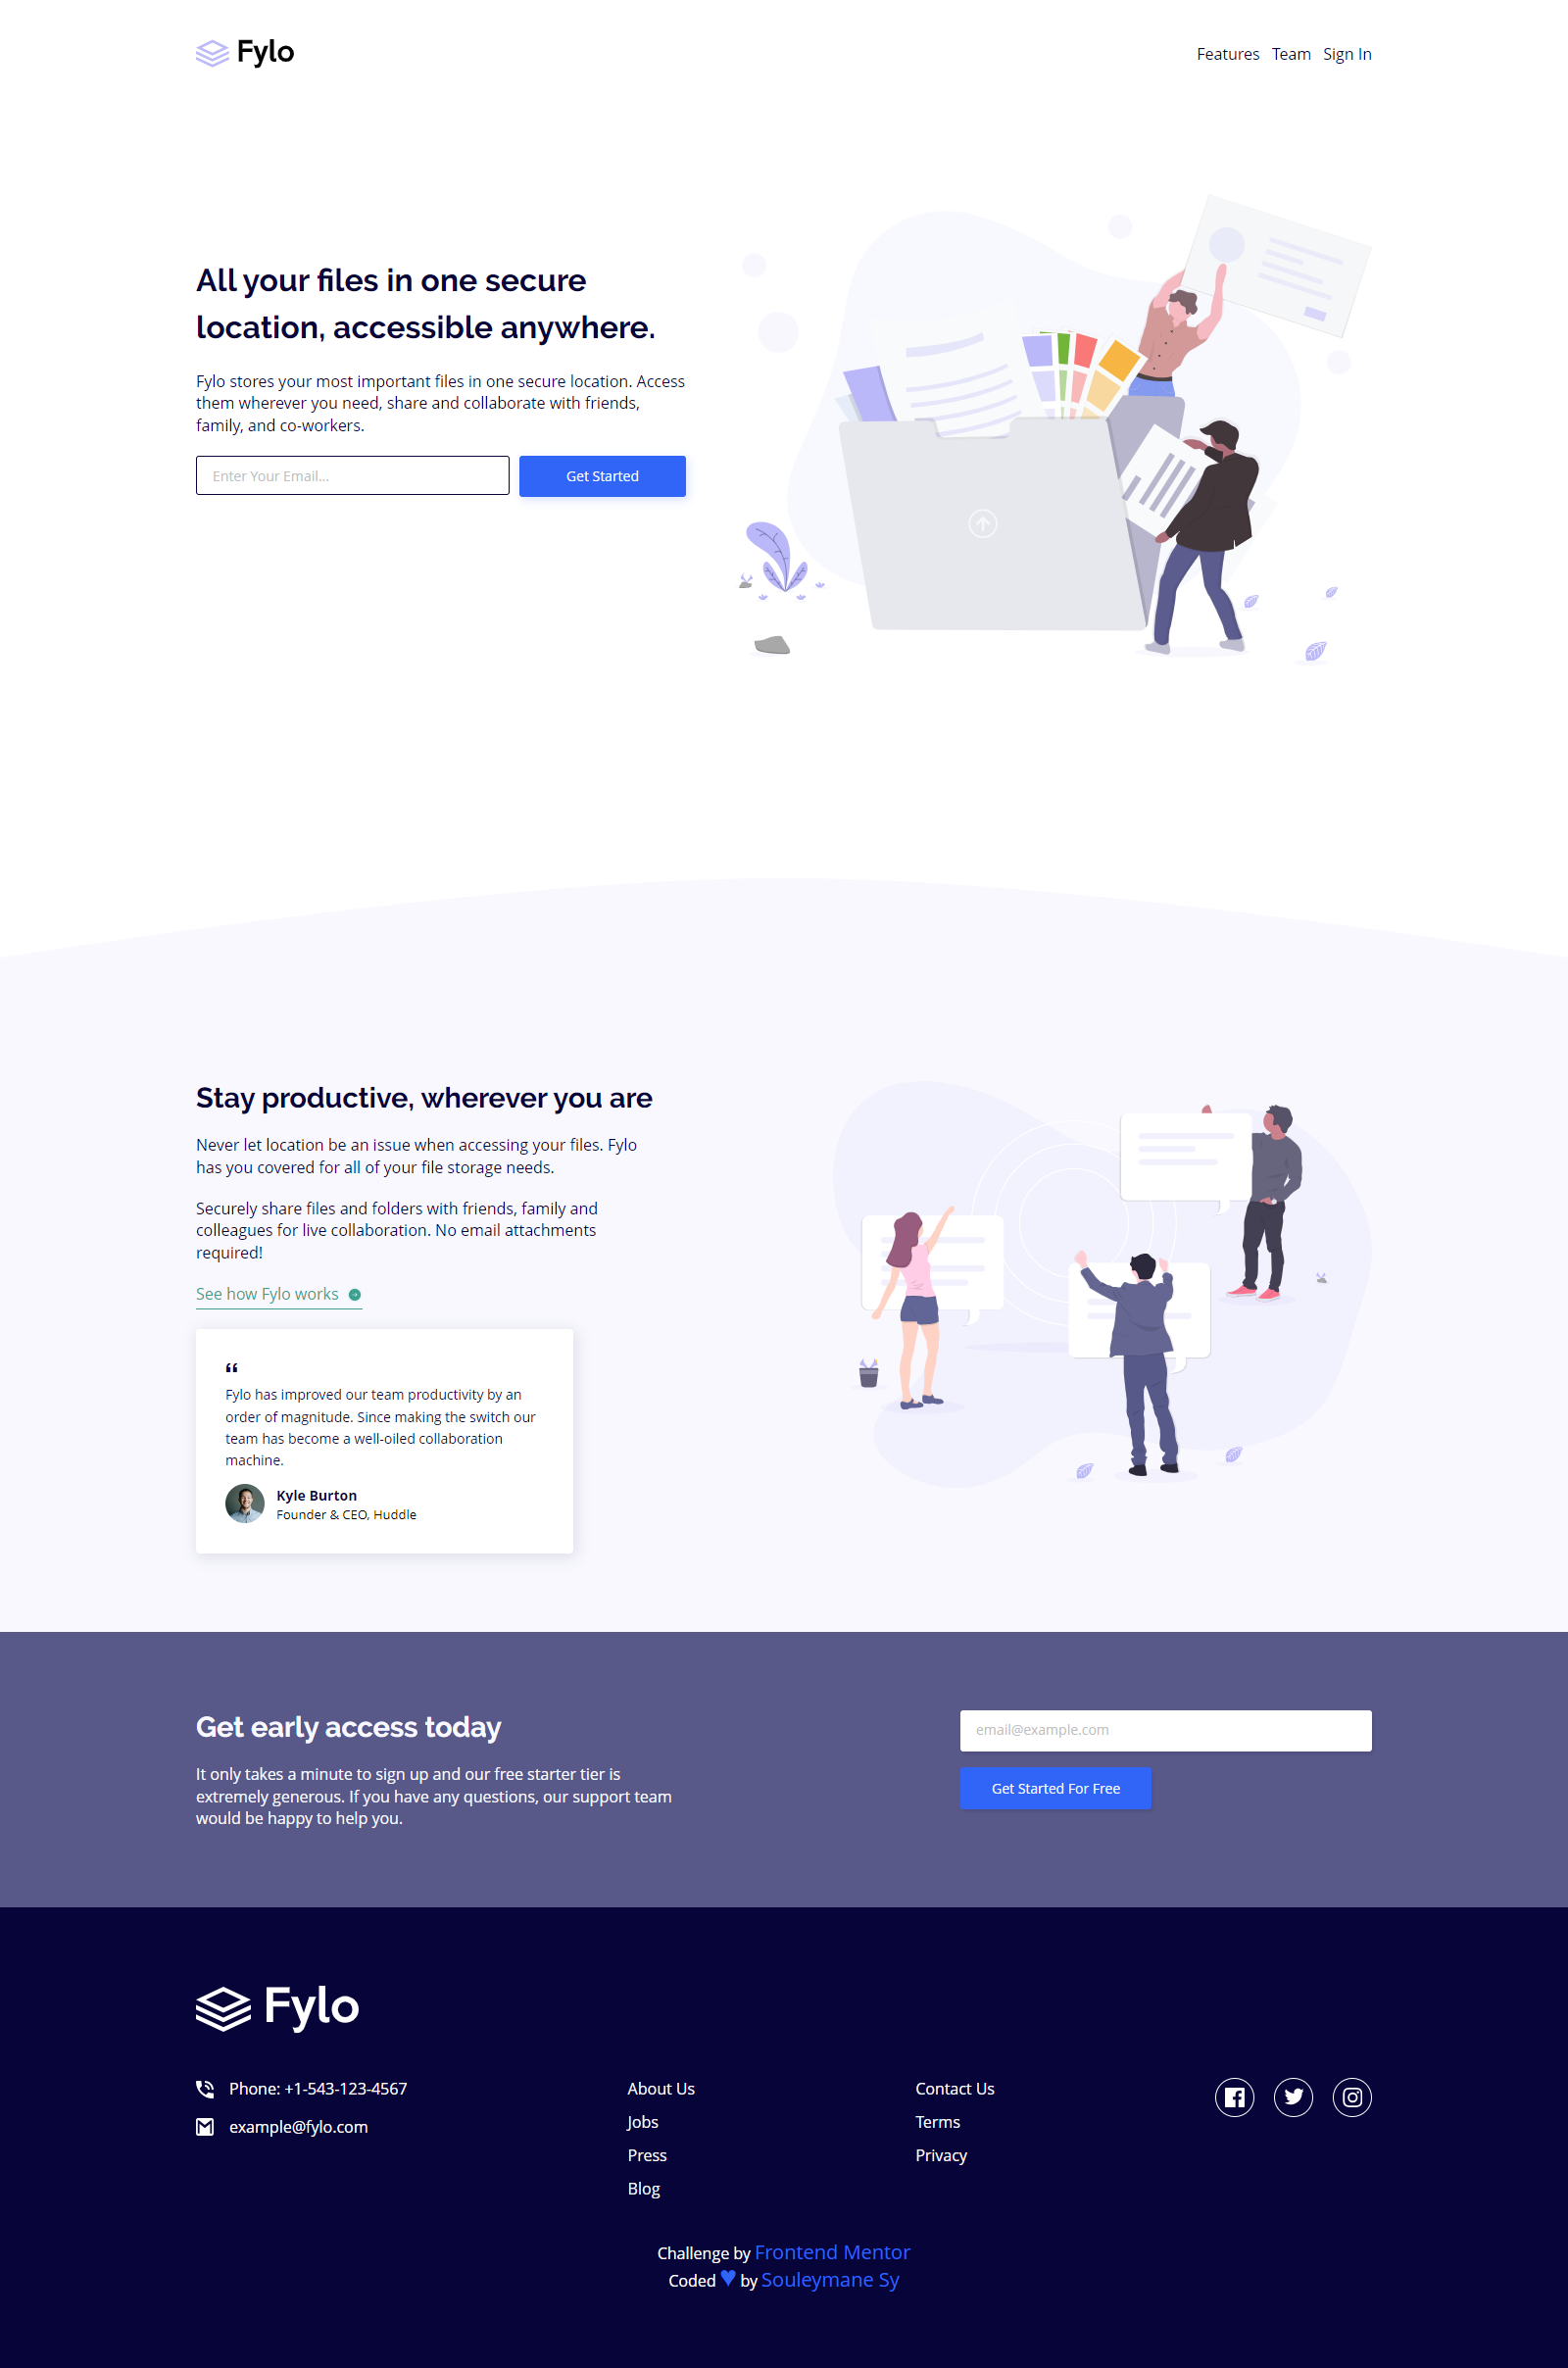 Fylo
Features Team Sign In
All your files in one secure
location, accessible anywhere.
Fylo stores your most important files in one secure location. Access
them wherever you need, share and collaborate with friends,
family, and co-workers.
Enter Your Email...
Get Started
Stay productive, wherever you are
Never let location be an issue when accessing your files. Fylo
has you covered for all of your file storage needs.
Securely share files and folders with friends, family and
colleagues for live collaboration. No email attachments
required!
See how Fylo works
“
Fylo has improved our team productivity by an
order of magnitude. Since making the switch our
team has become a well-oiled collaboration
machine.
Kyle Burton
Founder & CEO, Huddle
Get early access today
It only takes a minute to sign up and our free starter tier is
extremely generous. If you have any questions, our support team
would be happy to help you.
email@example.com
Get Started For Free
Fylo
Phone: +1-543-123-4567
example@fylo.com
About Us
Jobs
Press
Blog
Contact Us
Terms
Privacy
Challenge by Frontend Mentor
Coded ♥ by Souleymane Sy